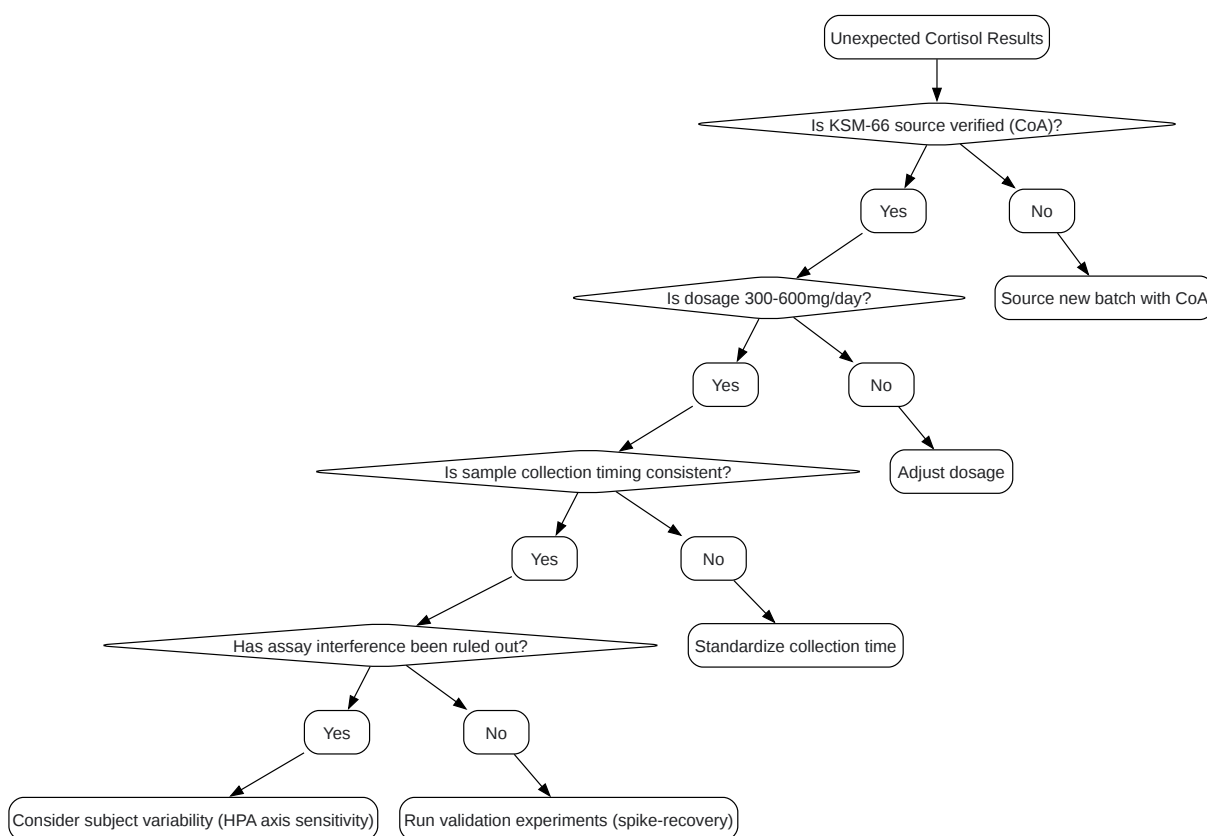 Unexpected Cortisol Results
Is KSM-66 source verified (CoA)?
Yes
No
Is dosage 300-600mg/day?
Source new batch with CoA
Yes
No
Is sample collection timing consistent?
Adjust dosage
Yes
No
Has assay interference been ruled out?
Standardize collection time
Yes
No
Consider subject variability (HPA axis sensitivity)
Run validation experiments (spike-recovery)